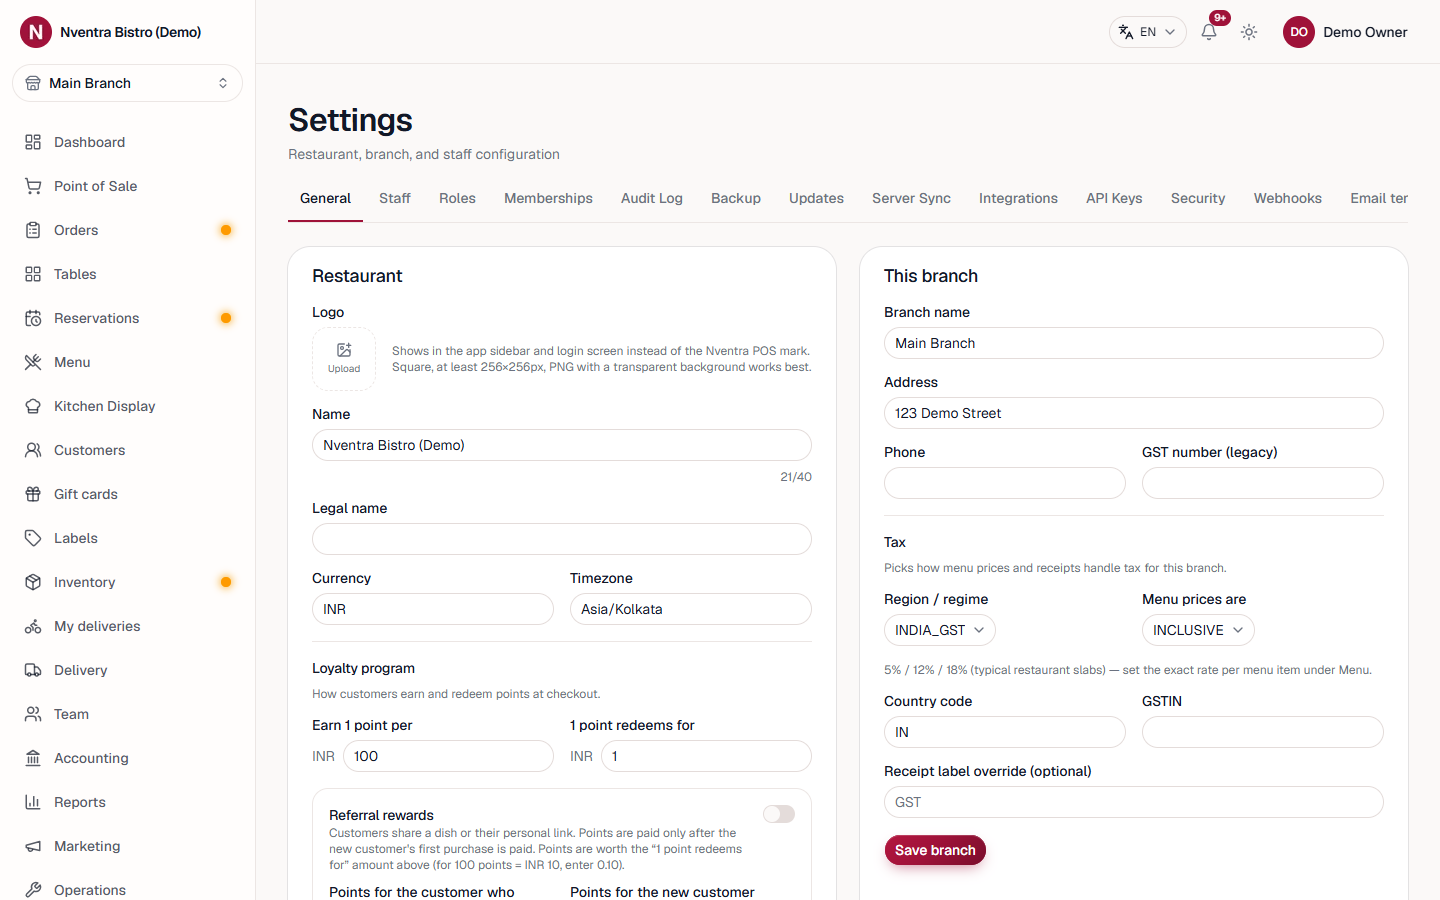 N Nventra Bistro (Demo)
Main Branch
Dashboard
Point of Sale
Orders
Tables
Reservations
Menu
Kitchen Display
Customers
Gift cards
Labels
Inventory
My deliveries
Delivery
Team
Accounting
Reports
Marketing
Operations
EN
9+
DO Demo Owner
Settings
Restaurant, branch, and staff configuration
General Staff Roles Memberships Audit Log Backup Updates Server Sync Integrations API Keys Security Webhooks Email ter
Restaurant
Logo
Upload
Shows in the app sidebar and login screen instead of the Nventra POS mark.
Square, at least 256×256px, PNG with a transparent background works best.
Name
Nventra Bistro (Demo)
21/40
Legal name
Currency Timezone
INR Asia/Kolkata
Loyalty program
How customers earn and redeem points at checkout.
Earn 1 point per 1 point redeems for
INR 100 INR 1
Referral rewards
Customers share a dish or their personal link. Points are paid only after the
new customer's first purchase is paid. Points are worth the “1 point redeems
for” amount above (for 100 points = INR 10, enter 0.10).
Points for the customer who Points for the new customer
This branch
Branch name
Main Branch
Address
123 Demo Street
Phone GST number (legacy)
Tax
Picks how menu prices and receipts handle tax for this branch.
Region / regime Menu prices are
INDIA_GST INCLUSIVE
5% / 12% / 18% (typical restaurant slabs) — set the exact rate per menu item under Menu.
Country code GSTIN
IN
Receipt label override (optional)
GST
Save branch